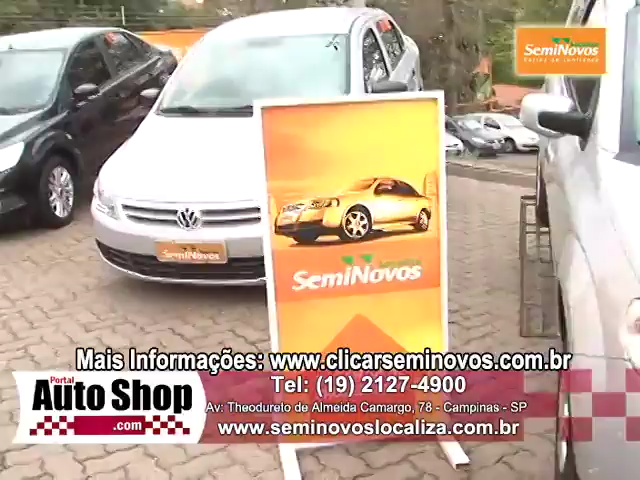 SemiNovos
SemiNovos
SemiNovos
Mais Informações: www.clicarseminovos.com.br
Tel: (19) 2127-4900
Av: Theodureto de Almeida Camargo, 78 - Campinas - SP
www.seminovoslocaliza.com.br
Portal
Auto Shop
.com